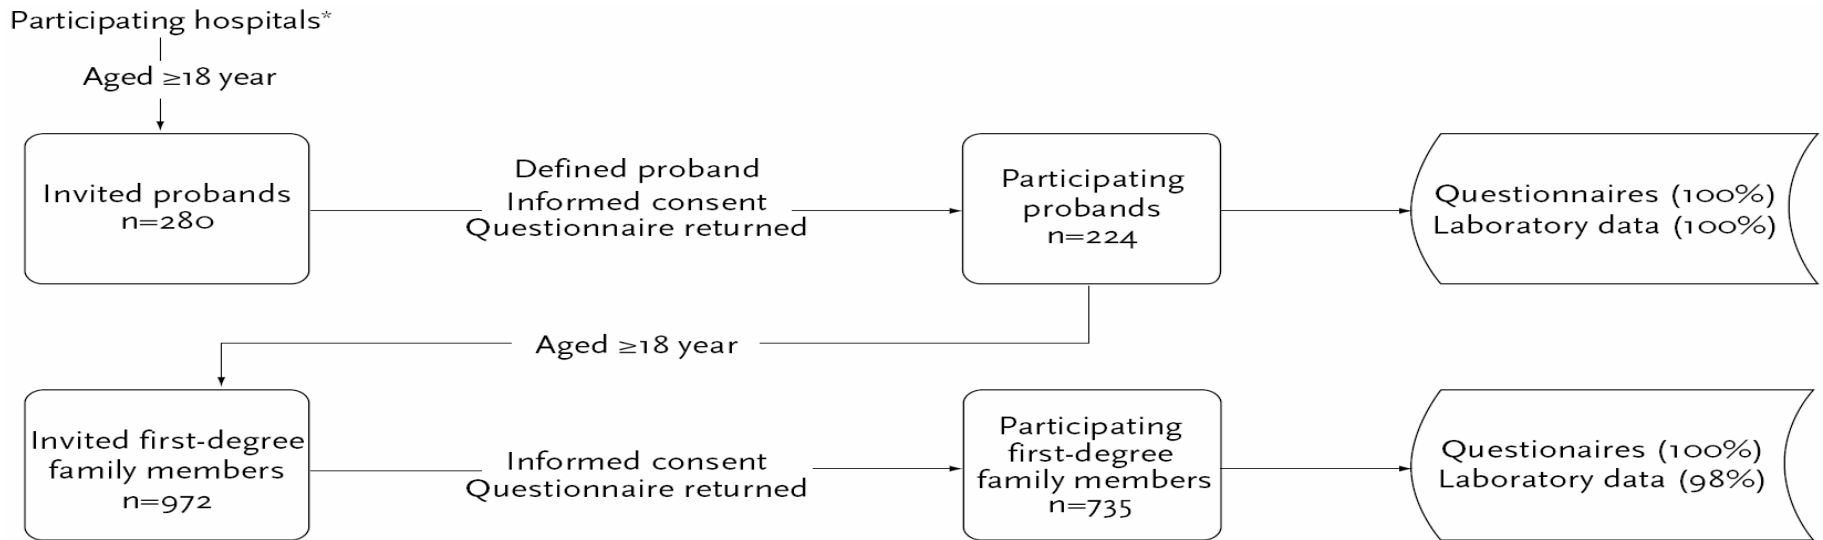 Participating hospitals*
Aged ≥18 year
Invited probands
n=280
Defined proband
Informed consent
Questionnaire returned
Participating
probands
n=224
Questionnaires (100%)
Laboratory data (100%)
Aged ≥18 year
Invited first-degree
family members
n=972
Informed consent
Questionnaire returned
Participating
first-degree
family members
n=735
Questionaires (100%)
Laboratory data (98%)